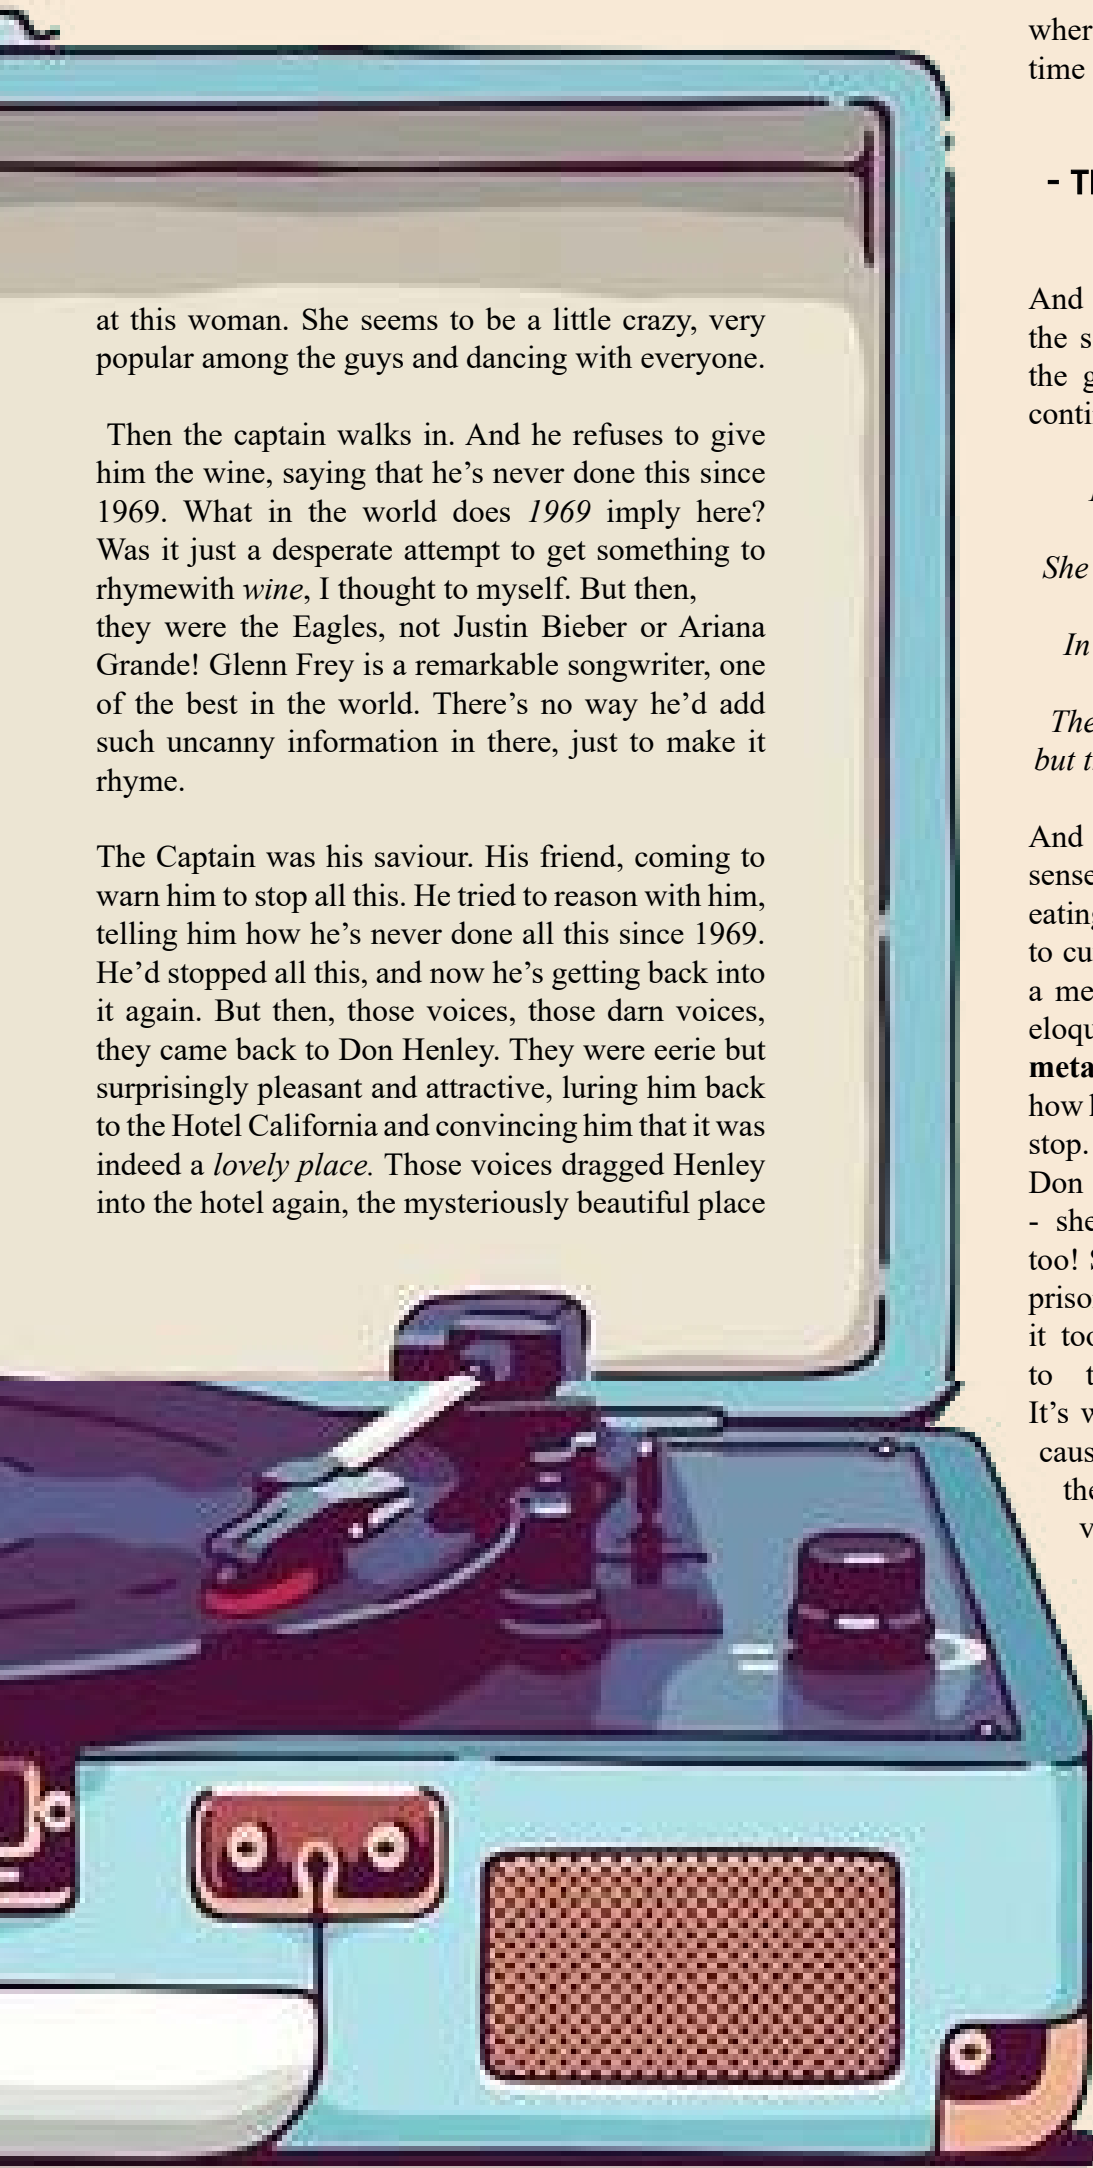 at this woman. She seems to be a little crazy, very
popular among the guys and dancing with everyone.
Then the captain walks in. And he refuses to give
him the wine, saying that he’s never done this since
1969. What in the world does 1969 imply here?
Was it just a desperate attempt to get something to
rhymewith wine, I thought to myself. But then,
they were the Eagles, not Justin Bieber or Ariana
Grande! Glenn Frey is a remarkable songwriter, one
of the best in the world. There’s no way he’d add
such uncanny information in there, just to make it
rhyme.
The Captain was his saviour. His friend, coming to
warn him to stop all this. He tried to reason with him,
telling him how he’s never done all this since 1969.
He’d stopped all this, and now he’s getting back into
it again. But then, those voices, those darn voices,
they came back to Don Henley. They were eerie but
surprisingly pleasant and attractive, luring him back
to the Hotel California and convincing him that it was
indeed a lovely place. Those voices dragged Henley
into the hotel again, the mysteriously beautiful place
time
-
And
the
the
She
In
but
And
to
a
how
stop.
Don
-
too!
it
to
It’s